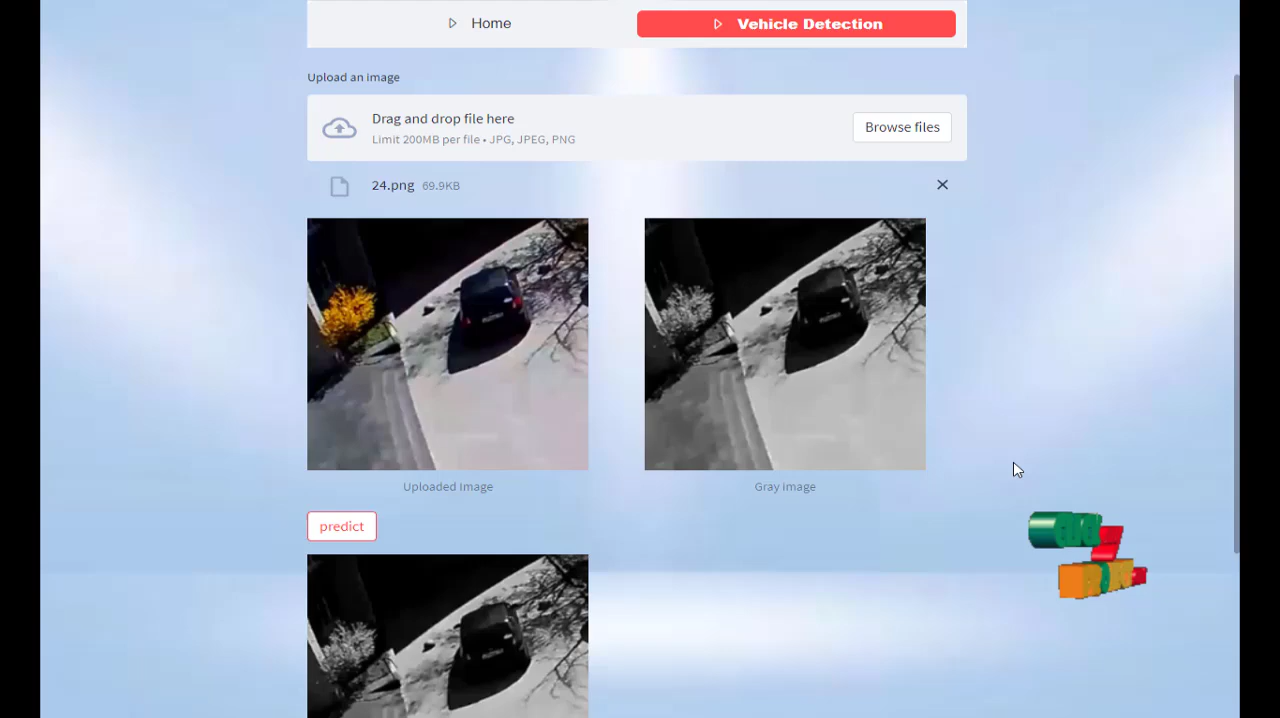 Home
Vehicle Detection
Upload an image
Drag and drop file here
Limit 200MB per file • JPG, JPEG, PNG
Browse files
24.png 69.9KB
Uploaded Image
Gray image
predict